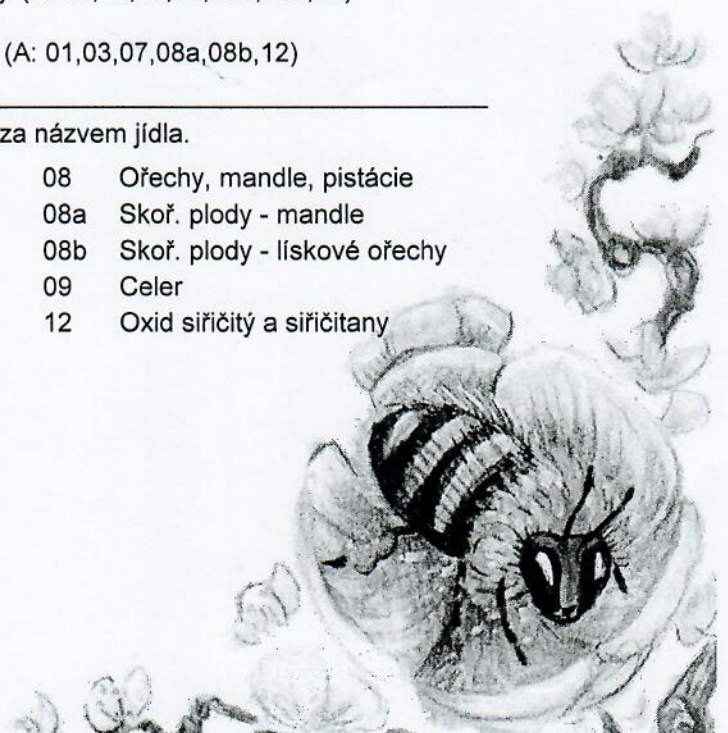 (A: 01,03,07,08a,08b,12)
za názvem jídla.
08 Ořechy, mandle, pistácie
08a Skoř. plody - mandle
08b Skoř. plody - lískové ořechy
09 Celer
12 Oxid siřičitý a siřičitany